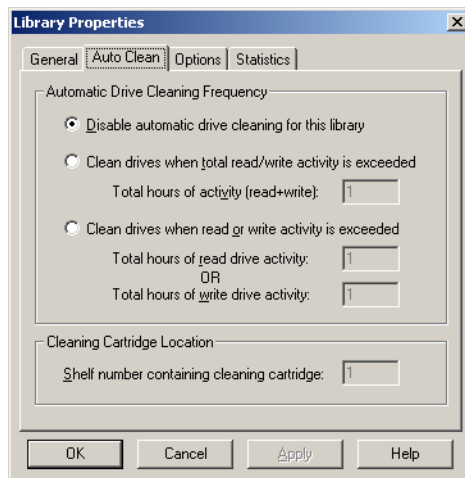 Library Properties
General Auto Clean Options Statistics
Automatic Drive Cleaning Frequency
Disable automatic drive cleaning for this library
Clean drives when total read/write activity is exceeded
Total hours of activity (read+write): 1
Clean drives when read or write activity is exceeded
Total hours of read drive activity: 1
OR
Total hours of write drive activity: 1
Cleaning Cartridge Location
Shelf number containing cleaning cartridge: 1
OK Cancel Apply Help